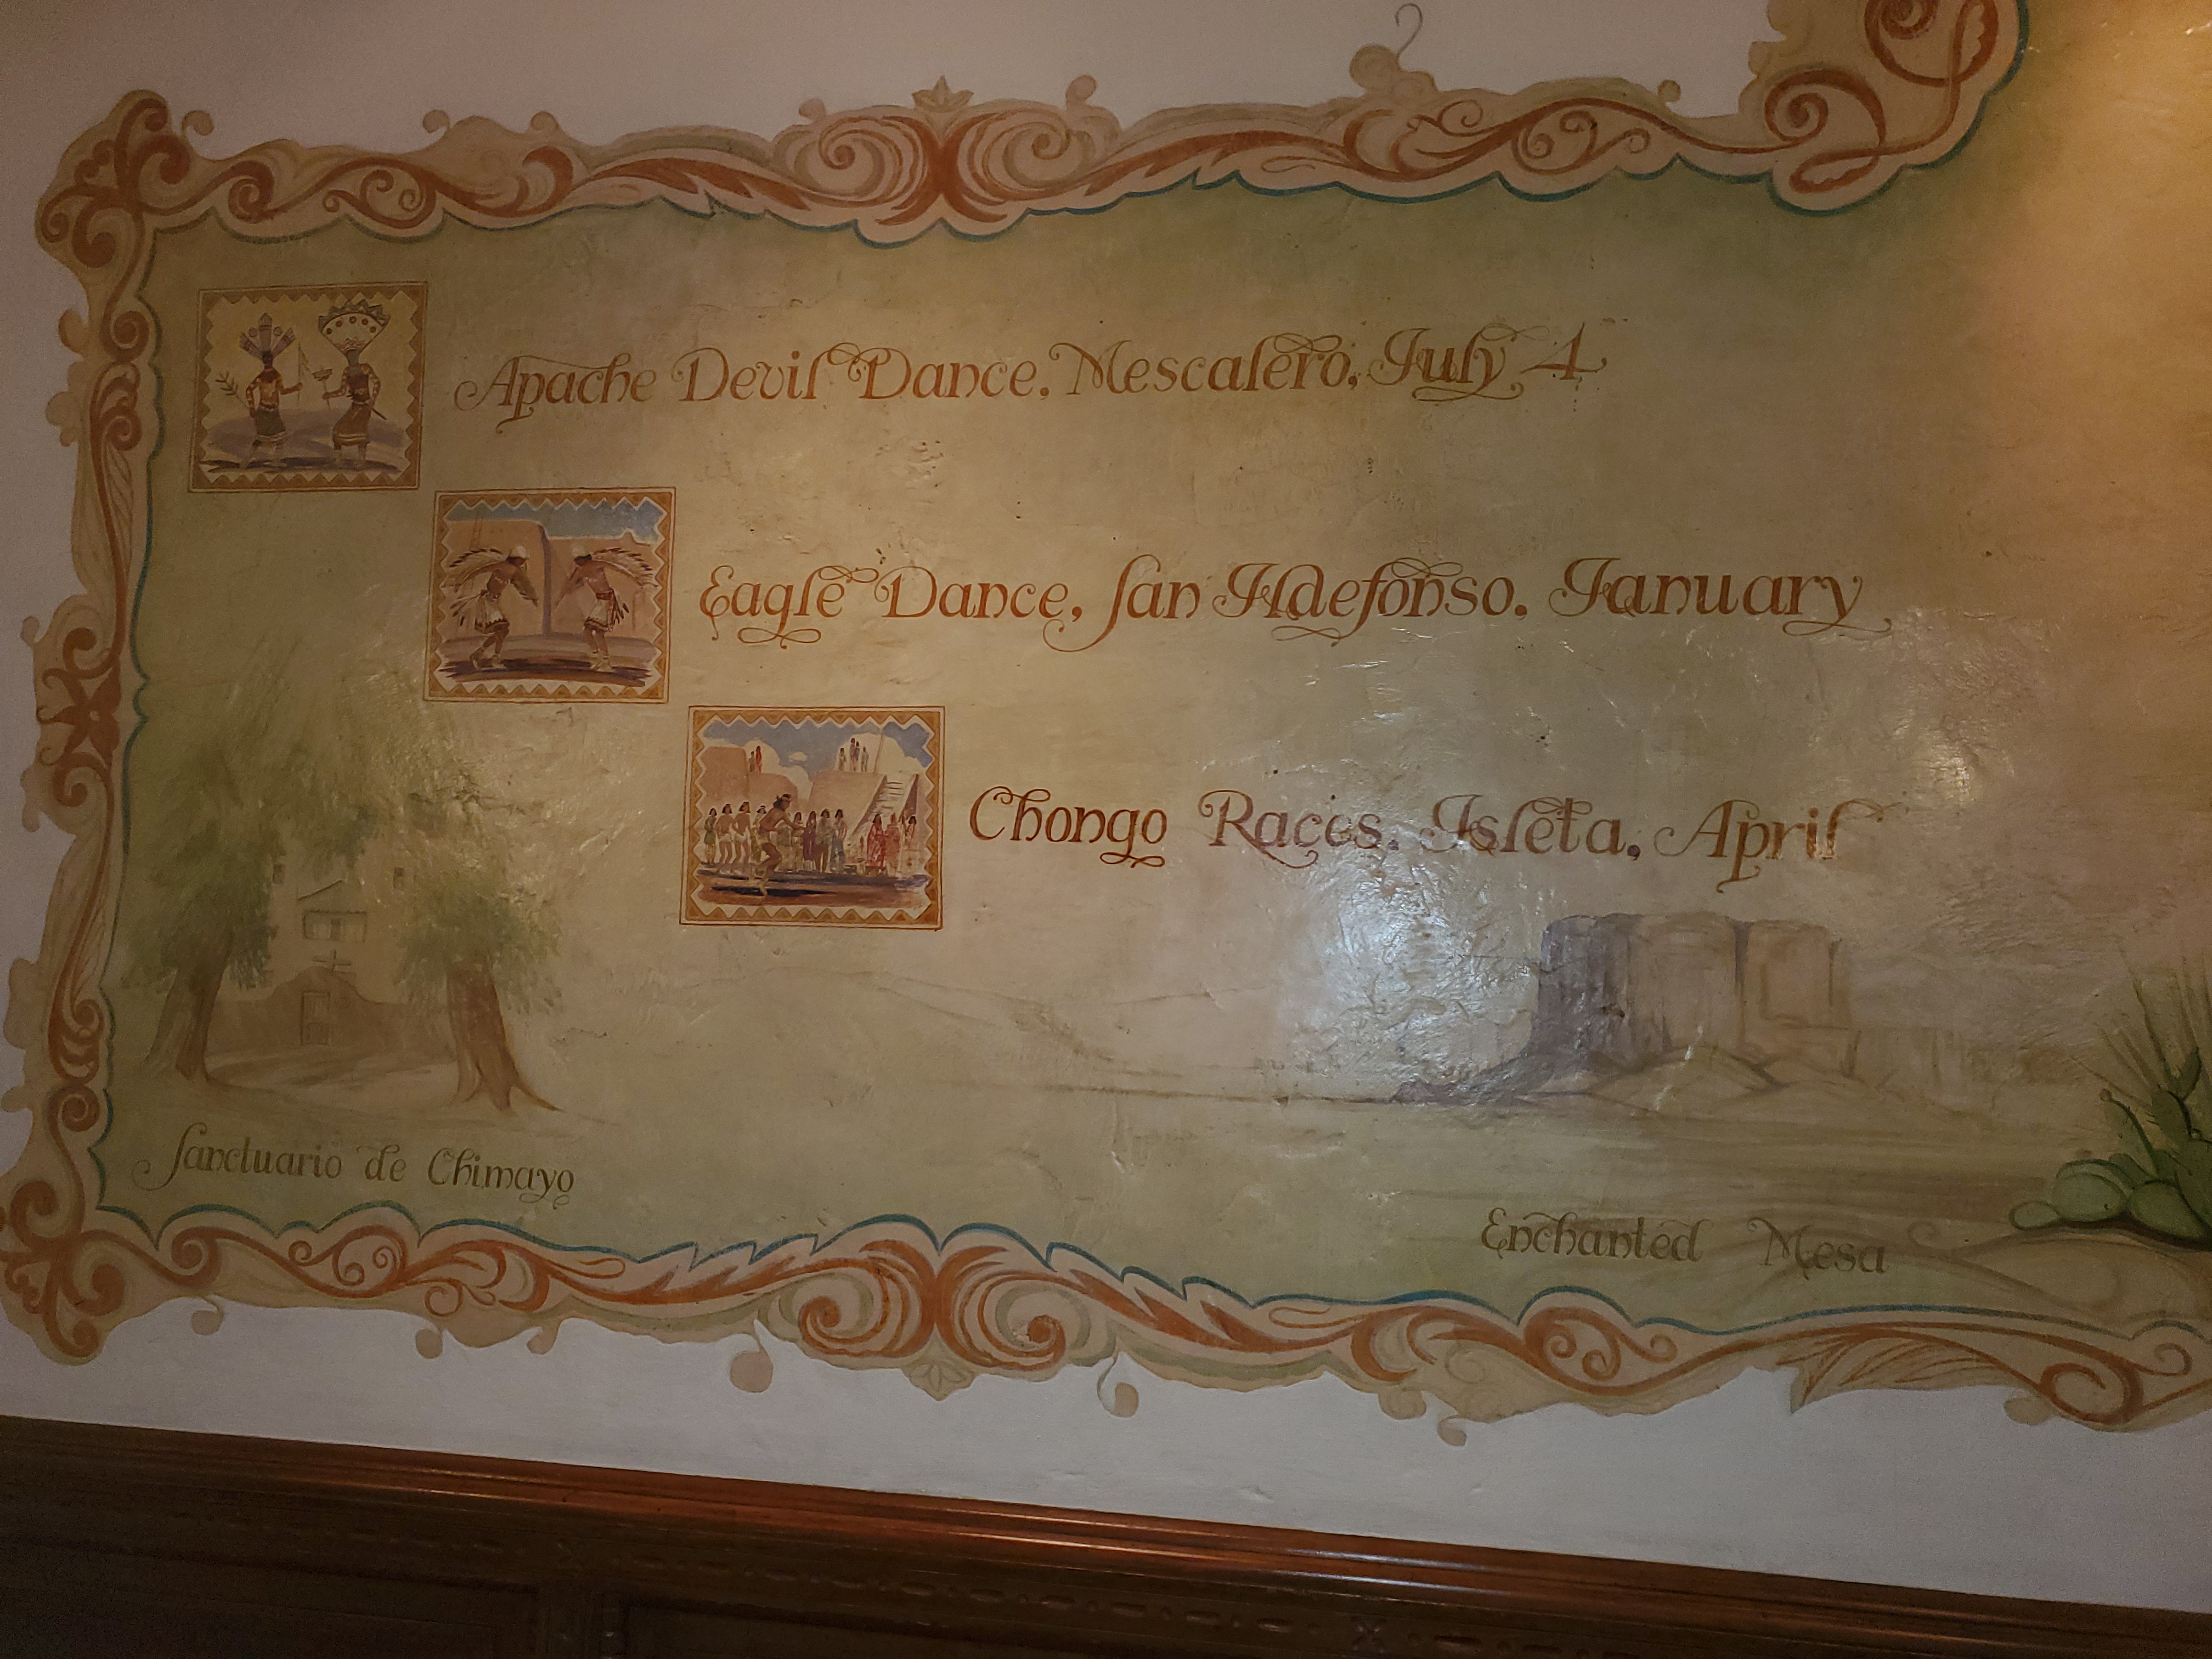 Apache Devil Dance. Mescalero, July 4
Eagle Dance, San Ildefonso. January
Chongo Races. Isleta, April
Sanctuario de Chimayo
Enchanted Mesa